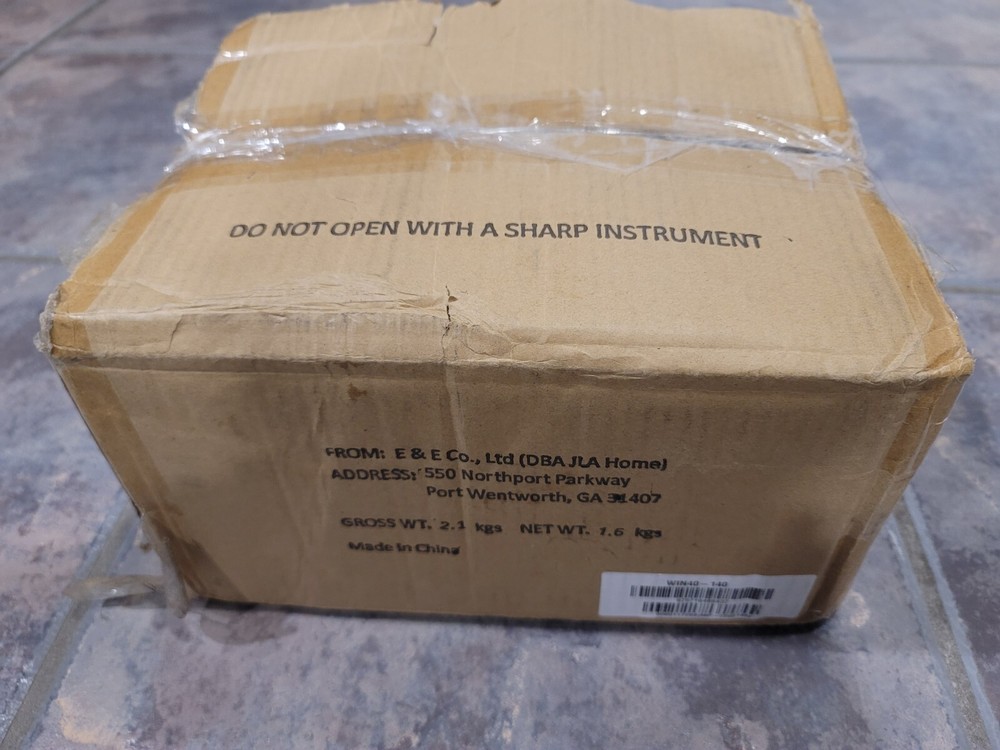 DO NOT OPEN WITH A SHARP INSTRUMENT
FROM: E & E Co., Ltd (DBA JLA Home)
ADDRESS: 550 Northport Parkway
Port Wentworth, GA 31407
GROSS WT. 2.1 kgs NET WT. 1.6 kgs
Made in China
WIN40-140